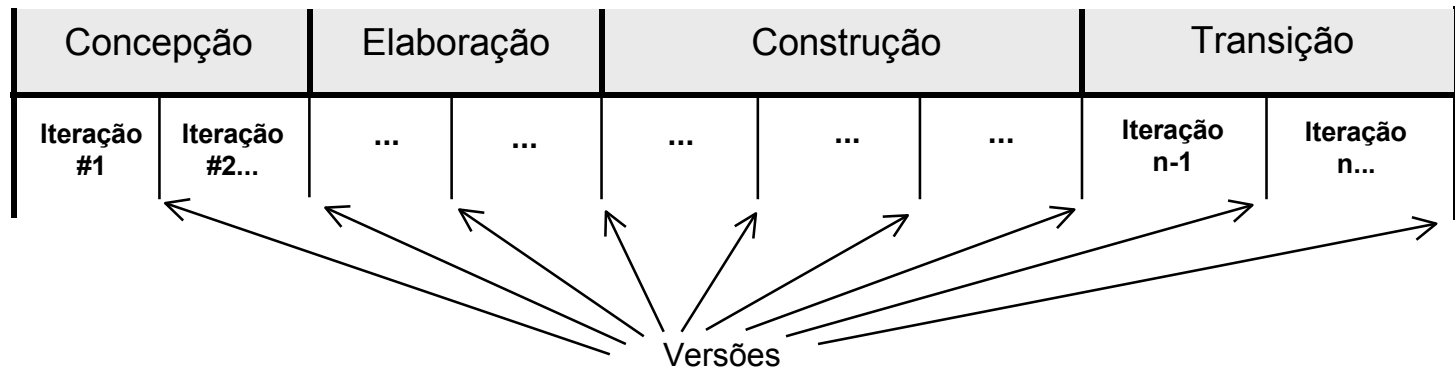 Concepção Elaboração Construção Transição
Iteração Iteração ... ... ... ... ... Iteração Iteração
#1 #2... n-1 n...
Versões